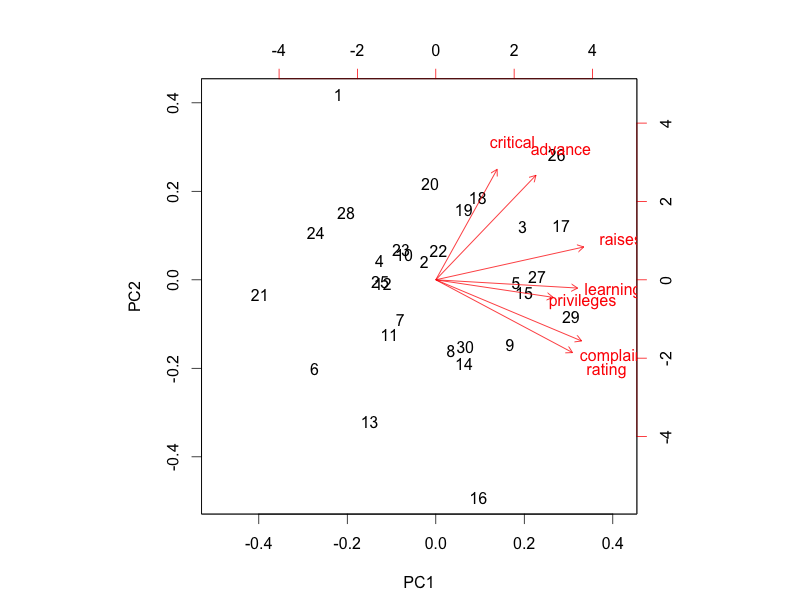 -4 -2 0 2 4
0.4 1 4
critical
advance
26
20
0.2 18 2
28 19
24 3 17
23 22 raises
4 10 2
0.0 25 12 5 27 0
21 15 learning
privileges
7 29
11
8 30 9
14 complai
-0.2 6 rating -2
13
-0.4 -4
16
-0.4 -0.2 0.0 0.2 0.4
PC1
PC2